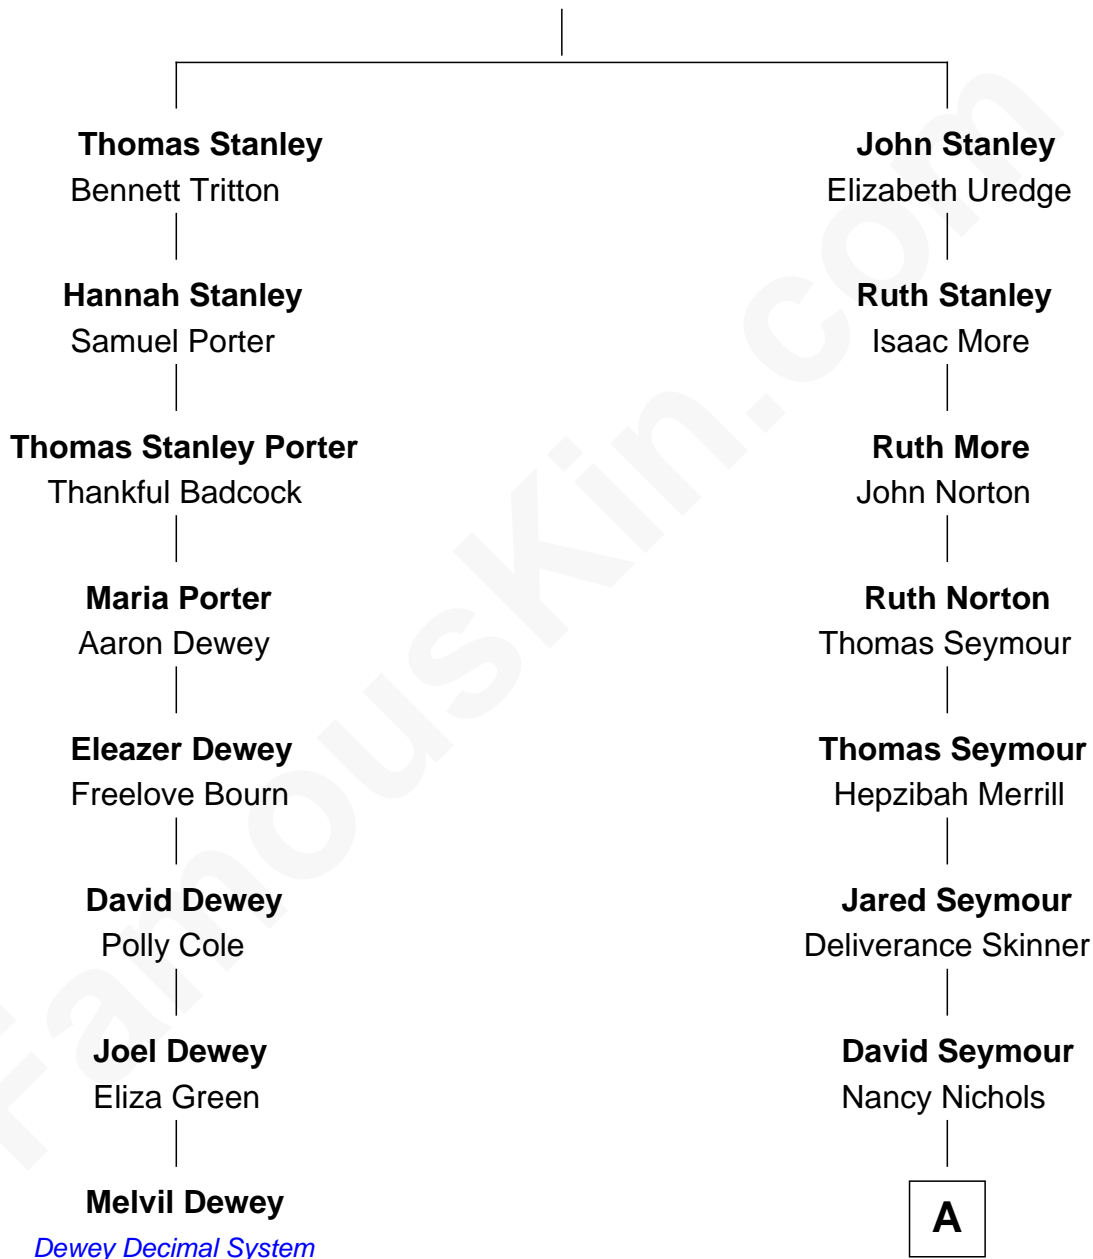 Thomas Stanley
Bennett Tritton
John Stanley
Elizabeth Uredge
Hannah Stanley
Samuel Porter
Ruth Stanley
Isaac More
Thomas Stanley Porter
Thankful Badcock
Ruth More
John Norton
Maria Porter
Aaron Dewey
Ruth Norton
Thomas Seymour
Eleazer Dewey
Freelove Bourn
Thomas Seymour
Hepzibah Merrill
David Dewey
Polly Cole
Jared Seymour
Deliverance Skinner
Joel Dewey
Eliza Green
David Seymour
Nancy Nichols
Melvil Dewey
Dewey Decimal System
A
FamousKin.com